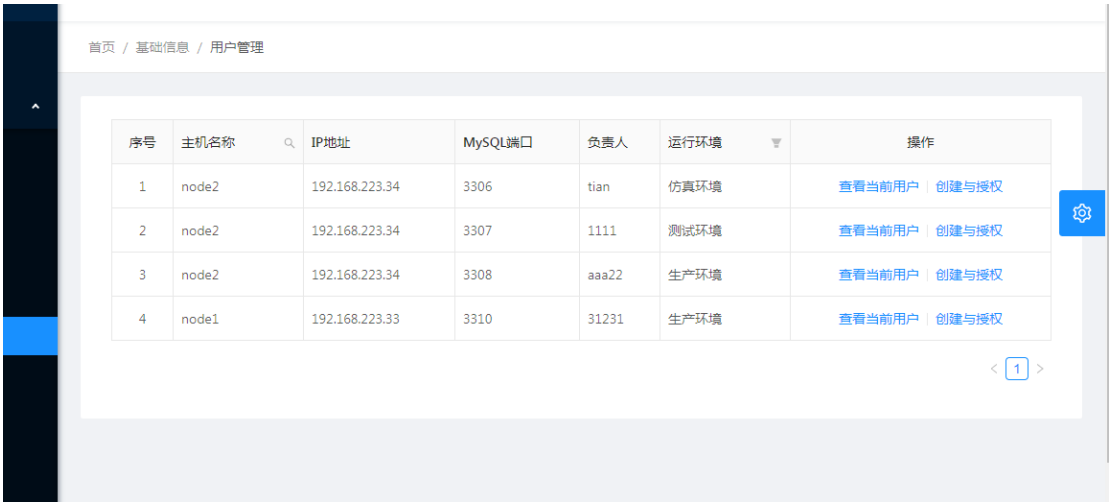 首页 / 基础信息 / 用户管理
序号 主机名称 IP地址 MySQL端口 负责人 运行环境 操作
1 node2 192.168.223.34 3306 tian 仿真环境 查看当前用户 创建与授权
2 node2 192.168.223.34 3307 1111 测试环境 查看当前用户 创建与授权
3 node2 192.168.223.34 3308 aaa22 生产环境 查看当前用户 创建与授权
4 node1 192.168.223.33 3310 31231 生产环境 查看当前用户 创建与授权
< 1 >